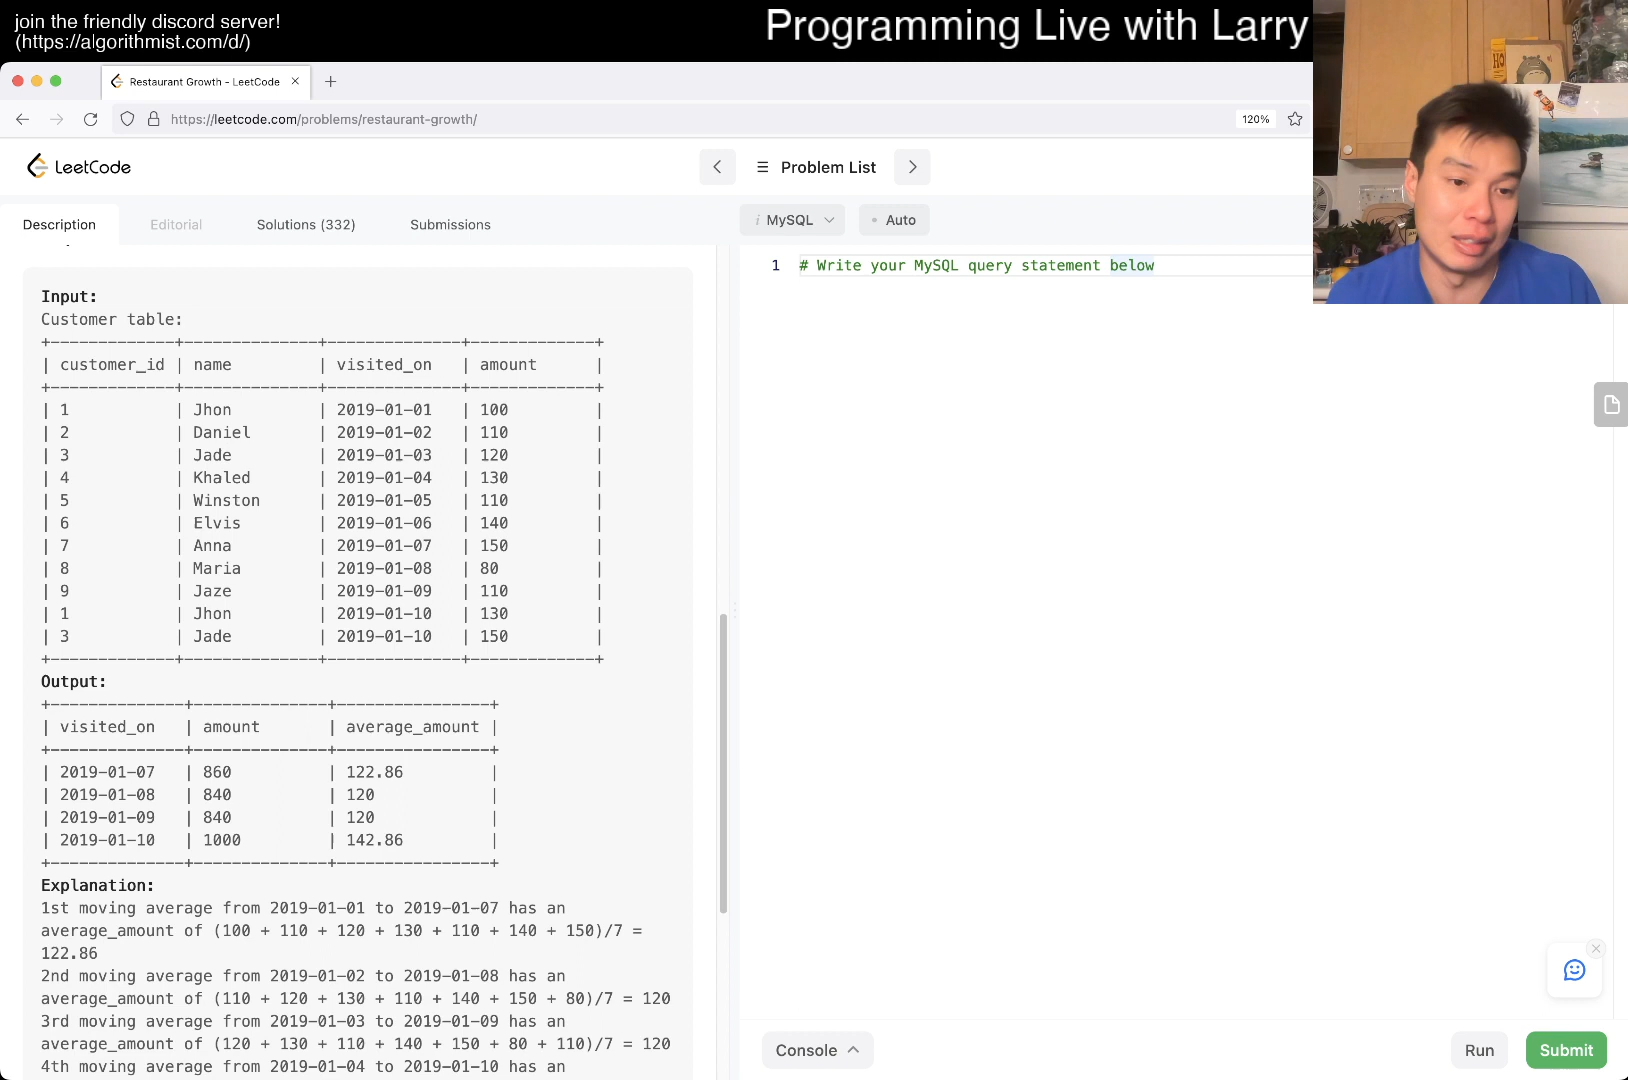 join the friendly discord server!
(https://algorithmist.com/d/)
Programming Live with Larry
Restaurant Growth - LeetCode
https://leetcode.com/problems/restaurant-growth/
120%
LeetCode
Problem List
Description
Editorial
Solutions (332)
Submissions
i MySQL
Auto
1 # Write your MySQL query statement below
Input:
Customer table:
+-------------+--------------+--------------+-------------+
| customer_id | name         | visited_on   | amount      |
+-------------+--------------+--------------+-------------+
| 1           | Jhon         | 2019-01-01   | 100         |
| 2           | Daniel       | 2019-01-02   | 110         |
| 3           | Jade         | 2019-01-03   | 120         |
| 4           | Khaled       | 2019-01-04   | 130         |
| 5           | Winston      | 2019-01-05   | 110         |
| 6           | Elvis        | 2019-01-06   | 140         |
| 7           | Anna         | 2019-01-07   | 150         |
| 8           | Maria        | 2019-01-08   | 80          |
| 9           | Jaze         | 2019-01-09   | 110         |
| 1           | Jhon         | 2019-01-10   | 130         |
| 3           | Jade         | 2019-01-10   | 150         |
+-------------+--------------+--------------+-------------+
Output:
+--------------+--------------+----------------+
| visited_on   | amount       | average_amount |
+--------------+--------------+----------------+
| 2019-01-07   | 860          | 122.86         |
| 2019-01-08   | 840          | 120            |
| 2019-01-09   | 840          | 120            |
| 2019-01-10   | 1000         | 142.86         |
+--------------+--------------+----------------+
Explanation:
1st moving average from 2019-01-01 to 2019-01-07 has an
average_amount of (100 + 110 + 120 + 130 + 110 + 140 + 150)/7 =
122.86
2nd moving average from 2019-01-02 to 2019-01-08 has an
average_amount of (110 + 120 + 130 + 110 + 140 + 150 + 80)/7 = 120
3rd moving average from 2019-01-03 to 2019-01-09 has an
average_amount of (120 + 130 + 110 + 140 + 150 + 80 + 110)/7 = 120
4th moving average from 2019-01-04 to 2019-01-10 has an
Console
Run
Submit